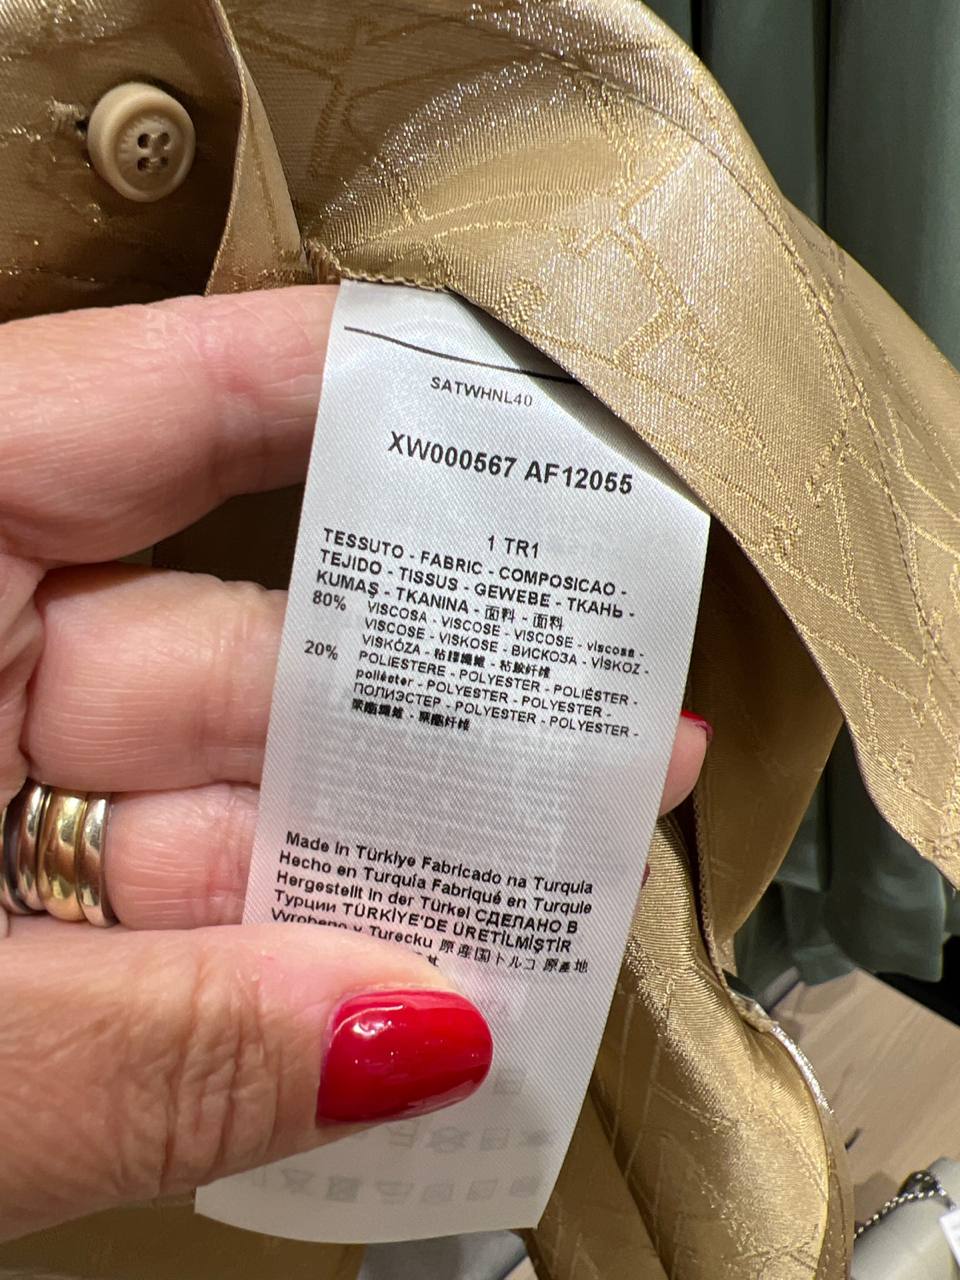 SATWHNL40
XW000567 AF12055
1 TR1
TESSUTO - FABRIC - COMPOSICAO -
TEJIDO - TISSUS - GEWEBE - ТКАНЬ -
KUMAŞ - TKANINA - 面料 - 面料
80% VISCOSA - VISCOSE - VISCOSE - viscosa -
VISCOSE - VISKOSE - ВИСКОЗА - VİSKOZ -
VISKÓZA - 粘膠纖維 - 粘胶纤维
20% POLIESTERE - POLYESTER - POLIÉSTER -
poliéster - POLYESTER - POLYESTER -
ПОЛИЭСТЕР - POLYESTER - POLYESTER -
聚酯纖維 - 聚酯纤维
Made in Türkiye Fabricado na Turquia
Hecho en Turquía Fabriqué en Turquie
Hergestellt in der Türkei СДЕЛАНО В
Турции TÜRKİYE'DE ÜRETİLMİŞTİR
Vyrobeno v Turecku 原産国トルコ 原產地